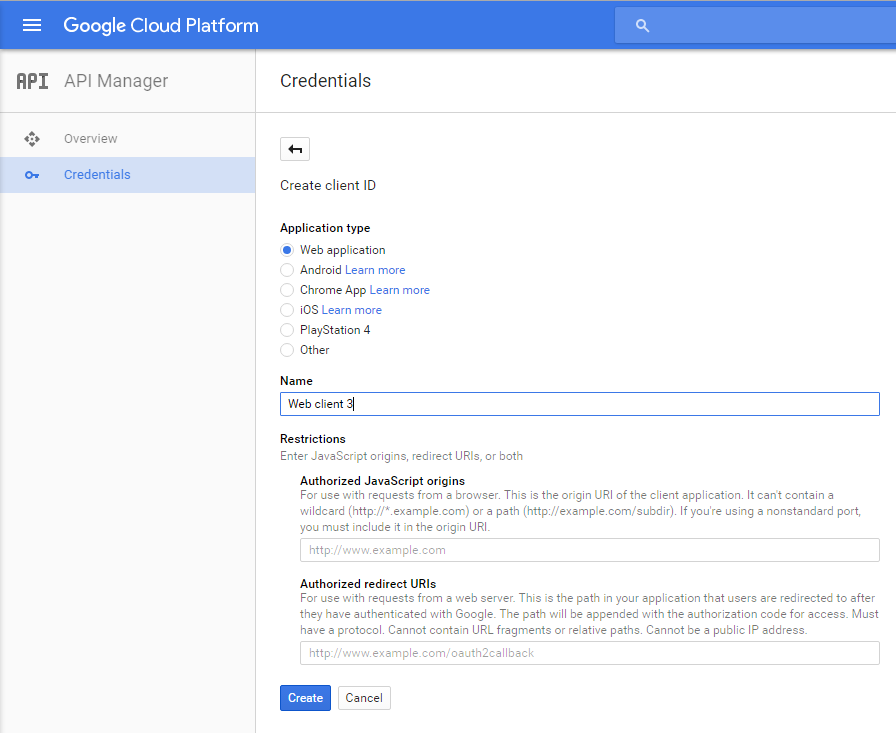 Google Cloud Platform
API API Manager
Credentials
Overview
Credentials
Create client ID
Application type
Web application
Android Learn more
Chrome App Learn more
iOS Learn more
PlayStation 4
Other
Name
Web client 3
Restrictions
Enter JavaScript origins, redirect URIs, or both
Authorized JavaScript origins
For use with requests from a browser. This is the origin URI of the client application. It can't contain a
wildcard (http://*.example.com) or a path (http://example.com/subdir). If you're using a nonstandard port,
you must include it in the origin URI.
http://www.example.com
Authorized redirect URIs
For use with requests from a web server. This is the path in your application that users are redirected to after
they have authenticated with Google. The path will be appended with the authorization code for access. Must
have a protocol. Cannot contain URL fragments or relative paths. Cannot be a public IP address.
http://www.example.com/oauth2callback
Create Cancel